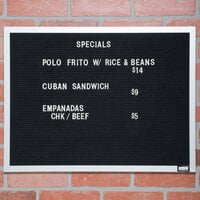 SPECIALS
POLO FRITO W/ RICE & BEANS
$14
CUBAN SANDWICH
$9
EMPANADAS
CHK / BEEF $5